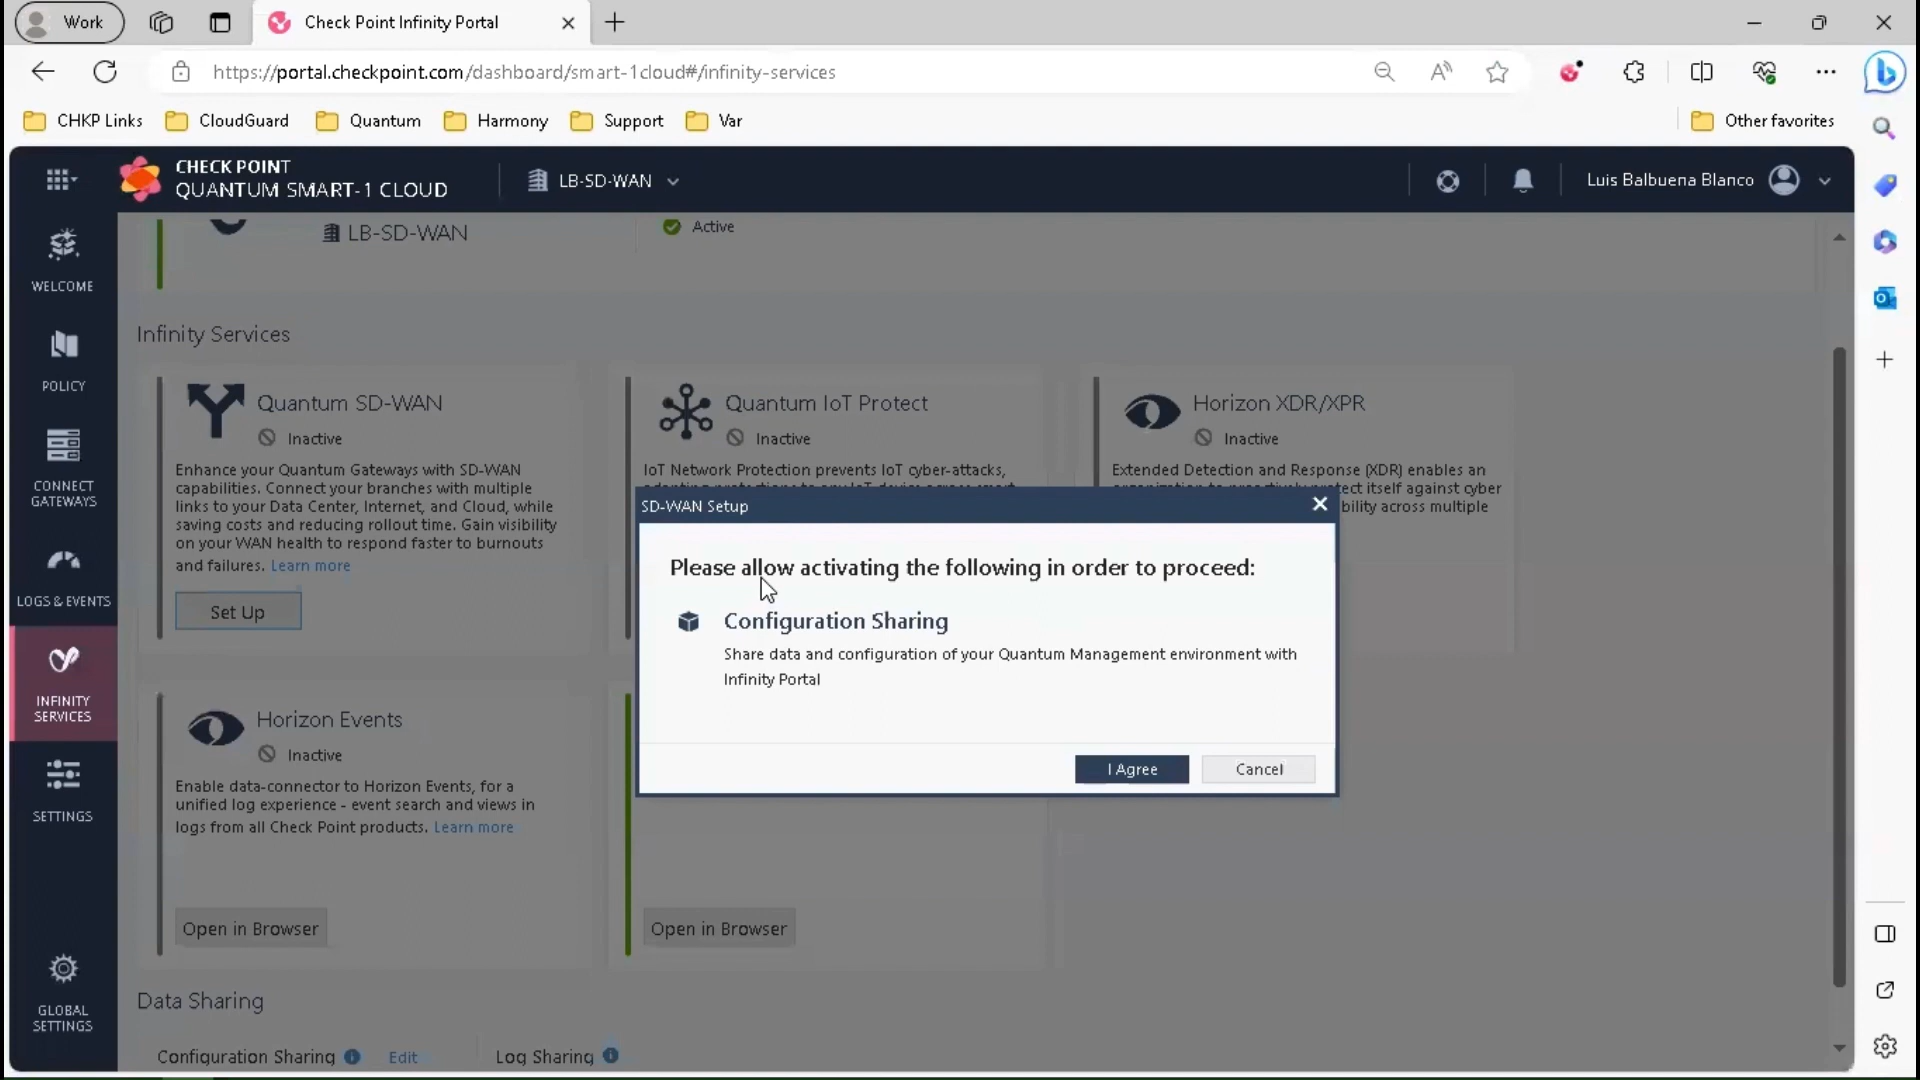 Work
Check Point Infinity Portal
https://portal.checkpoint.com/dashboard/smart-1cloud#/infinity-services
CHKP Links
CloudGuard
Quantum
Harmony
Support
Var
Other favorites
CHECK POINT
QUANTUM SMART-1 CLOUD
LB-SD-WAN
Luis Balbuena Blanco
WELCOME
POLICY
CONNECT
GATEWAYS
LOGS & EVENTS
INFINITY
SERVICES
SETTINGS
GLOBAL
SETTINGS
LB-SD-WAN
Active
Infinity Services
Quantum SD-WAN
Inactive
Enhance your Quantum Gateways with SD-WAN
capabilities. Connect your branches with multiple
links to your Data Center, Internet, and Cloud, while
saving costs and reducing rollout time. Gain visibility
on your WAN health to respond faster to burnouts
and failures. Learn more
Set Up
Quantum IoT Protect
Inactive
IoT Network Protection prevents IoT cyber-attacks,
Horizon XDR/XPR
Inactive
Extended Detection and Response (XDR) enables an
tect itself against cyber
bility across multiple
SD-WAN Setup
Please allow activating the following in order to proceed:
Configuration Sharing
Share data and configuration of your Quantum Management environment with
Infinity Portal
I Agree
Cancel
Horizon Events
Inactive
Enable data-connector to Horizon Events, for a
unified log experience - event search and views in
logs from all Check Point products. Learn more
Open in Browser
Open in Browser
Data Sharing
Configuration Sharing
Edit
Log Sharing